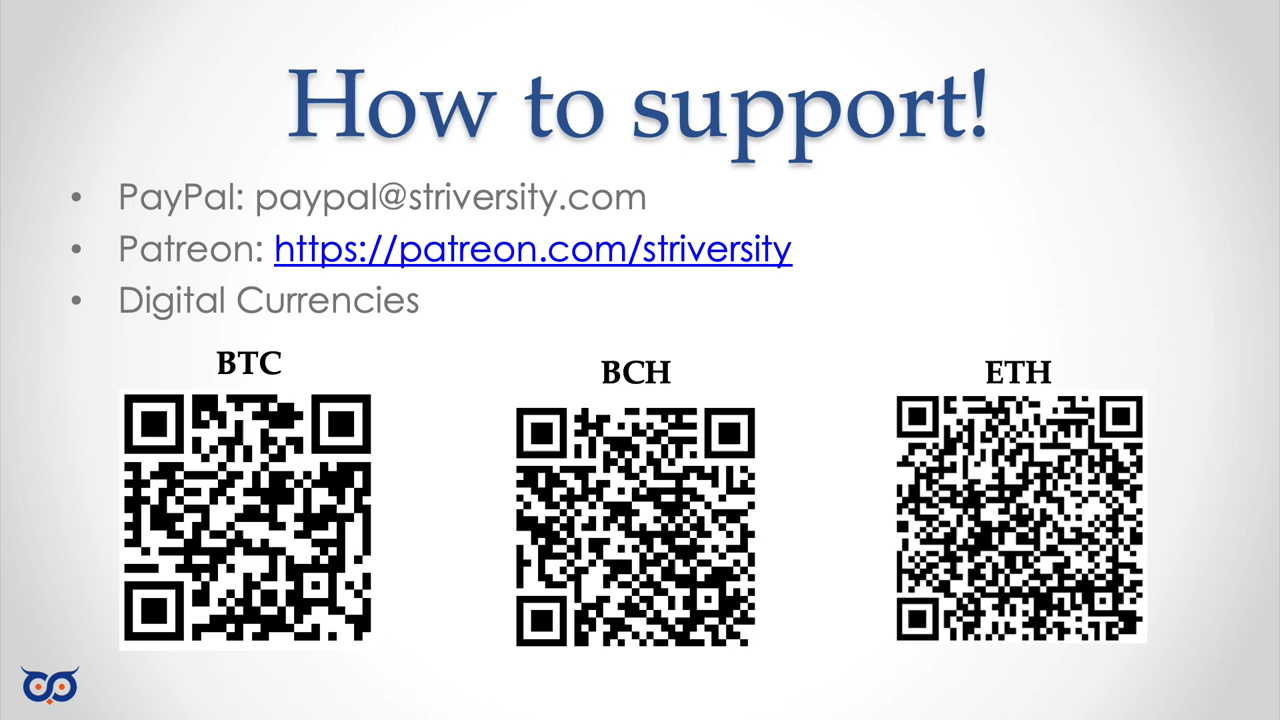 How to support!
• PayPal: paypal@striversity.com
• Patreon: https://patreon.com/striversity
• Digital Currencies
BTC BCH ETH